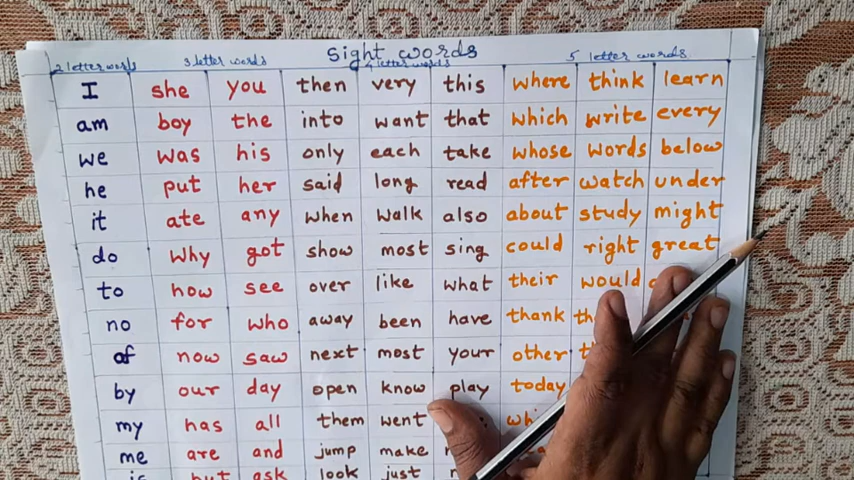 Sight words
2 letter words 3 letter words 4 letter words 5 letter words
I she you then very this where think learn
am boy the into want that which write every
we was his only each take whose words below
he put her said long read after watch under
it ate any when walk also about study might
do why got show most sing could right great
to how see over like what their would
no for who away been have thank
of now saw next most your other
by our day open know play today
my has all them went
me are and jump make
is but ask look just